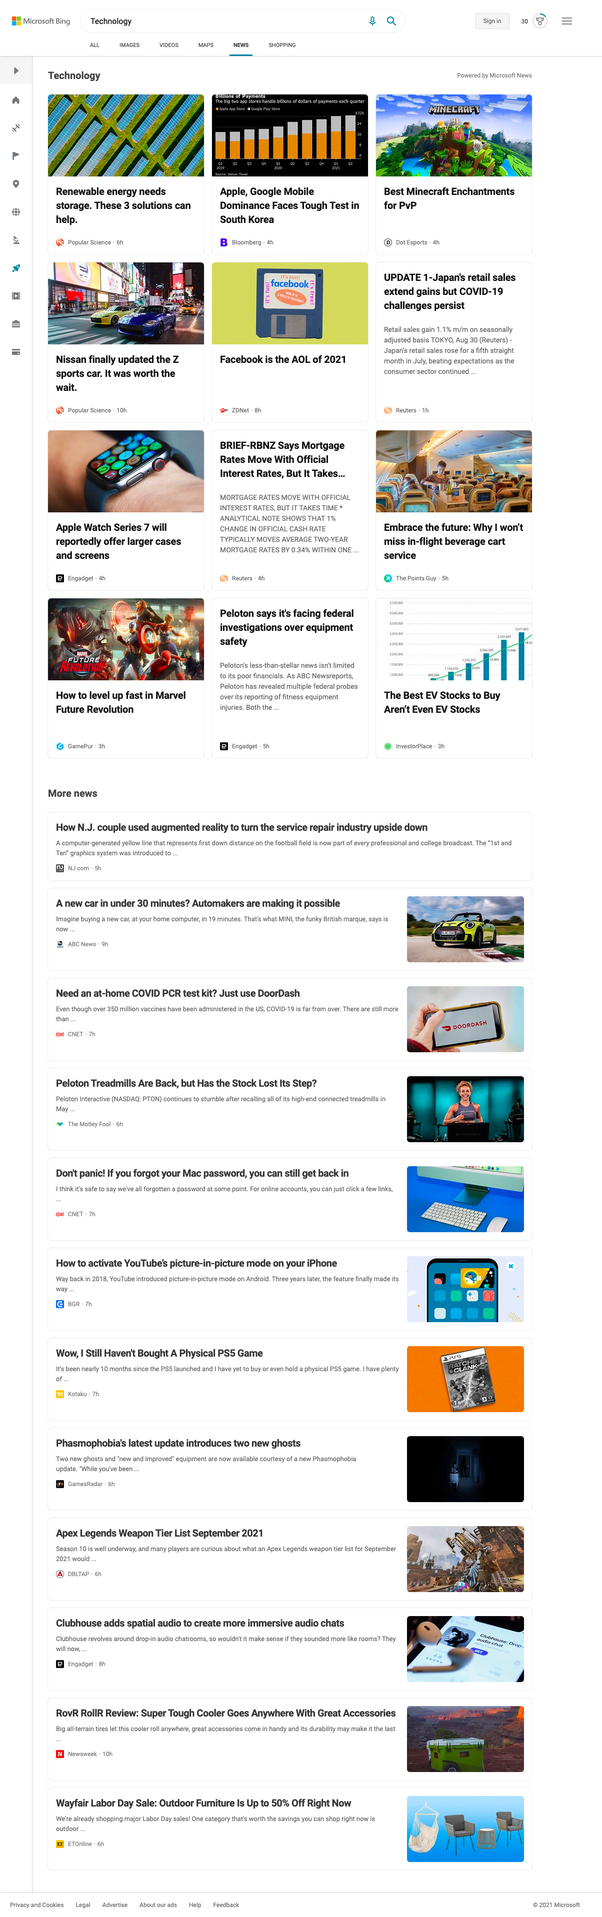 Microsoft Bing
Technology
Sign in
30
ALL
IMAGES
VIDEOS
MAPS
NEWS
SHOPPING
Technology
Powered by Microsoft News
Renewable energy needs
storage. These 3 solutions can
help.
Popular Science · 6h
Billions of Payments
The big two app stores handle billions of dollars of payments each quarter
Apple App Store
Google Play Store
Apple, Google Mobile
Dominance Faces Tough Test in
South Korea
Bloomberg · 4h
MINECRAFT
Best Minecraft Enchantments
for PvP
Dot Esports · 4h
Nissan finally updated the Z
sports car. It was worth the
wait.
Popular Science · 10h
facebook
Facebook is the AOL of 2021
ZDNet · 8h
UPDATE 1-Japan's retail sales
extend gains but COVID-19
challenges persist
Retail sales gain 1.1% m/m on seasonally
adjusted basis TOKYO, Aug 30 (Reuters) -
Japan's retail sales rose for a fifth straight
month in July, beating expectations as the
consumer sector continued ...
Reuters · 1h
Apple Watch Series 7 will
reportedly offer larger cases
and screens
Engadget · 4h
BRIEF-RBNZ Says Mortgage
Rates Move With Official
Interest Rates, But It Takes...
MORTGAGE RATES MOVE WITH OFFICIAL
INTEREST RATES, BUT IT TAKES TIME *
ANALYTICAL NOTE SHOWS THAT 1%
CHANGE IN OFFICIAL CASH RATE
TYPICALLY MOVES AVERAGE TWO-YEAR
MORTGAGE RATES BY 0.34% WITHIN ONE ...
Reuters · 4h
Embrace the future: Why I won't
miss in-flight beverage cart
service
The Points Guy · 5h
MARVEL
FUTURE
REVOLUTION
How to level up fast in Marvel
Future Revolution
GamePur · 3h
Peloton says it's facing federal
investigations over equipment
safety
Peloton's less-than-stellar news isn't limited
to its poor financials. As ABC Newsreports,
Peloton has revealed multiple federal probes
over its reporting of fitness equipment
injuries. Both the ...
Engadget · 5h
The Best EV Stocks to Buy
Aren't Even EV Stocks
InvestorPlace · 3h
More news
How N.J. couple used augmented reality to turn the service repair industry upside down
A computer-generated yellow line that represents first down distance on the football field is now part of every professional and college broadcast. The "1st and
Ten" graphics system was introduced to ...
NJ.com · 5h
A new car in under 30 minutes? Automakers are making it possible
Imagine buying a new car, at your home computer, in 19 minutes. That's what MINI, the funky British marque, says is
now ...
ABC News · 9h
Need an at-home COVID PCR test kit? Just use DoorDash
Even though over 350 million vaccines have been administered in the US, COVID-19 is far from over. There are still more
than ...
CNET · 7h
DOORDASH
Peloton Treadmills Are Back, but Has the Stock Lost Its Step?
Peloton Interactive (NASDAQ: PTON) continues to stumble after recalling all of its high-end connected treadmills in
May ...
The Motley Fool · 6h
Don't panic! If you forgot your Mac password, you can still get back in
I think it's safe to say we've all forgotten a password at some point. For online accounts, you can just click a few links,
...
CNET · 7h
How to activate YouTube's picture-in-picture mode on your iPhone
Way back in 2018, YouTube introduced picture-in-picture mode on Android. Three years later, the feature finally made its
way ...
BGR · 7h
Wow, I Still Haven't Bought A Physical PS5 Game
It's been nearly 10 months since the PS5 launched and I have yet to buy or even hold a physical PS5 game. I have plenty
of ...
Kotaku · 7h
PS5
RATCHET
CLANK
Phasmophobia's latest update introduces two new ghosts
Two new ghosts and "new and improved" equipment are now available courtesy of a new Phasmophobia
update. "While you've been ...
GamesRadar · 6h
Apex Legends Weapon Tier List September 2021
Season 10 is well underway, and many players are curious about what an Apex Legends weapon tier list for September
2021 would ...
DBLTAP · 6h
Clubhouse adds spatial audio to create more immersive audio chats
Clubhouse revolves around drop-in audio chatrooms, so wouldn't it make sense if they sounded more like rooms? They
will now, ...
Engadget · 8h
RovR RollR Review: Super Tough Cooler Goes Anywhere With Great Accessories
Big all-terrain tires let this cooler roll anywhere, great accessories come in handy and its durability may make it the last
...
Newsweek · 10h
Wayfair Labor Day Sale: Outdoor Furniture Is Up to 50% Off Right Now
We're already shopping major Labor Day sales! One category that's worth the savings you can shop right now is
outdoor ...
ETOnline · 6h
Privacy and Cookies
Legal
Advertise
About our ads
Help
Feedback
© 2021 Microsoft